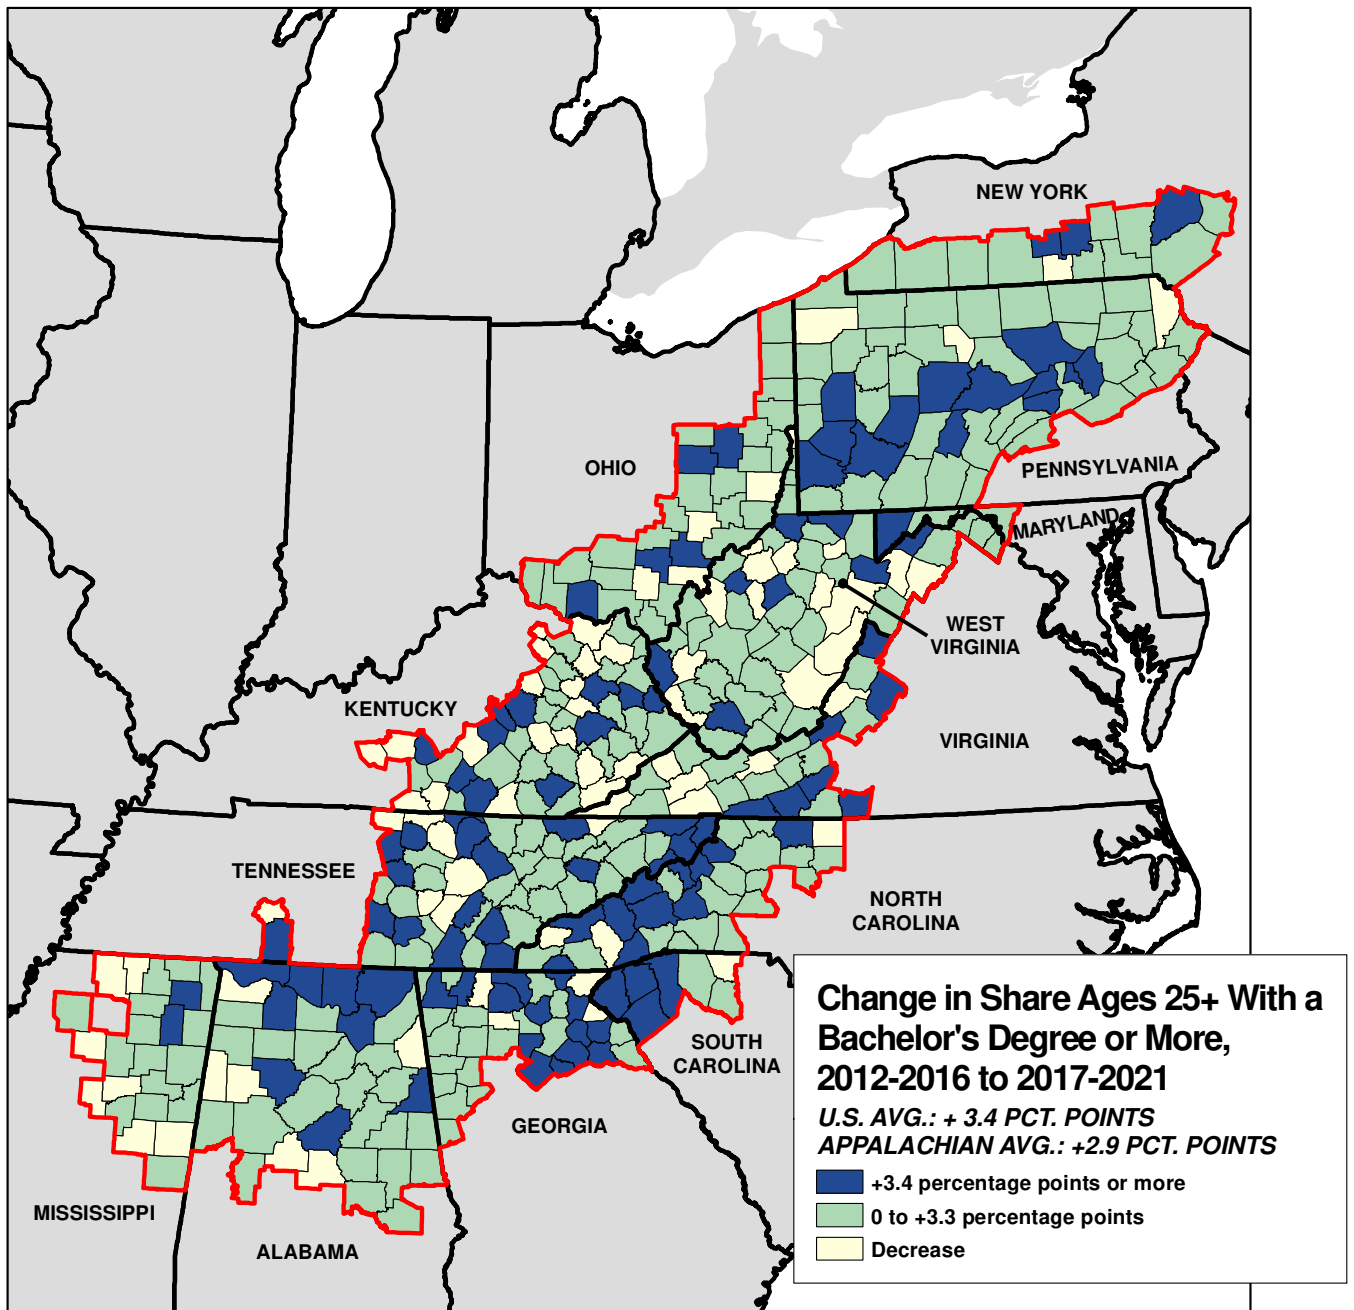 NEW YORK
OHIO
PENNSYLVANIA
MARYLAND
WEST
VIRGINIA
KENTUCKY
VIRGINIA
TENNESSEE
NORTH
CAROLINA
SOUTH
CAROLINA
GEORGIA
MISSISSIPPI
ALABAMA
Change in Share Ages 25+ With a
Bachelor's Degree or More,
2012-2016 to 2017-2021
U.S. AVG.: + 3.4 PCT. POINTS
APPALACHIAN AVG.: +2.9 PCT. POINTS
+3.4 percentage points or more
0 to +3.3 percentage points
Decrease